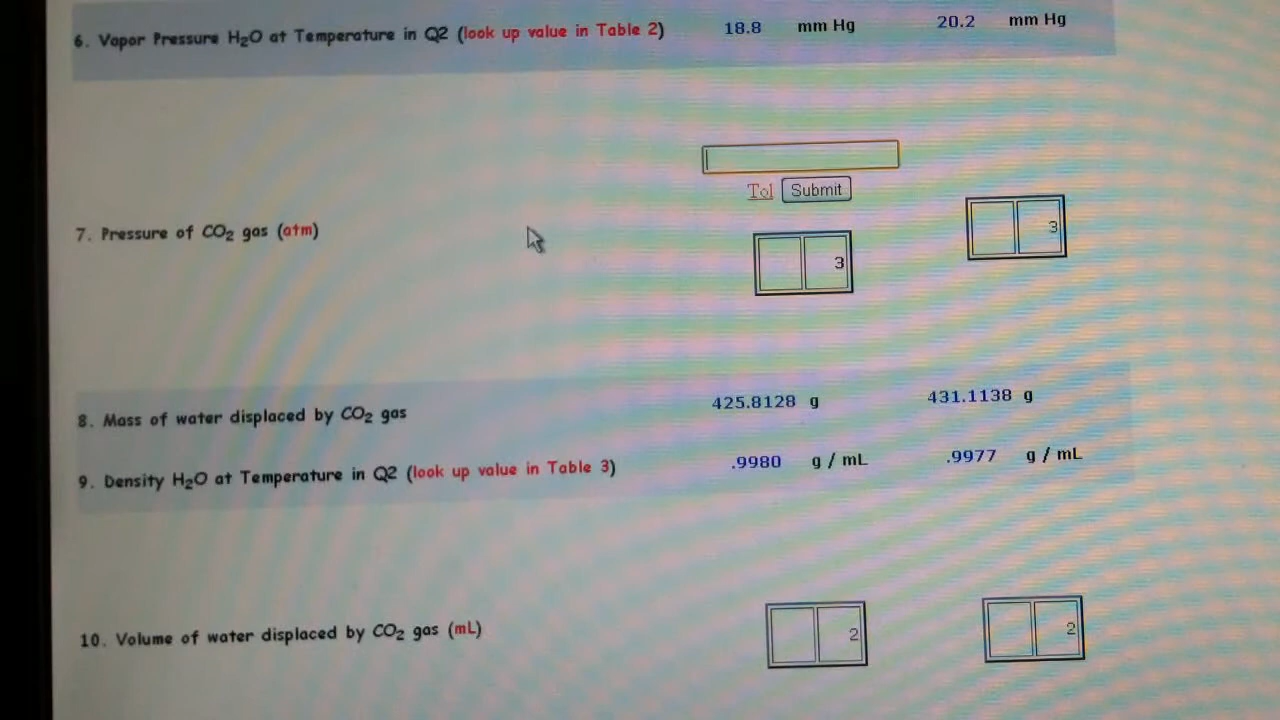 6. Vapor Pressure H₂O at Temperature in Q2 (look up value in Table 2) 18.8 mm Hg 20.2 mm Hg
Tol Submit
7. Pressure of CO₂ gas (atm) 3 3
8. Mass of water displaced by CO₂ gas 425.8128 g 431.1138 g
9. Density H₂O at Temperature in Q2 (look up value in Table 3) .9980 g / mL .9977 g / mL
10. Volume of water displaced by CO₂ gas (mL) 2 2